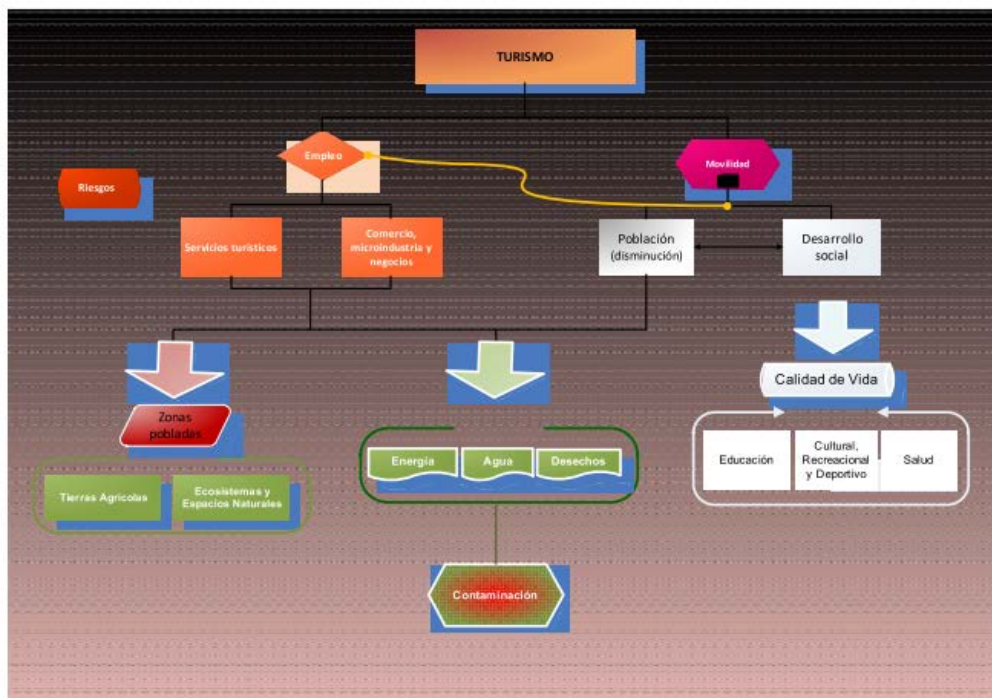 TURISMO
Empleo
Movilidad
Riesgos
Servicios turísticos
Comercio,
microindustria y
negocios
Población
(disminución)
Desarrollo
social
Zonas
pobladas
Calidad de Vida
Energía
Agua
Desechos
Educación
Cultural,
Recreacional
y Deportivo
Salud
Tierras Agrícolas
Ecosistemas y
Espacios Naturales
Contaminación